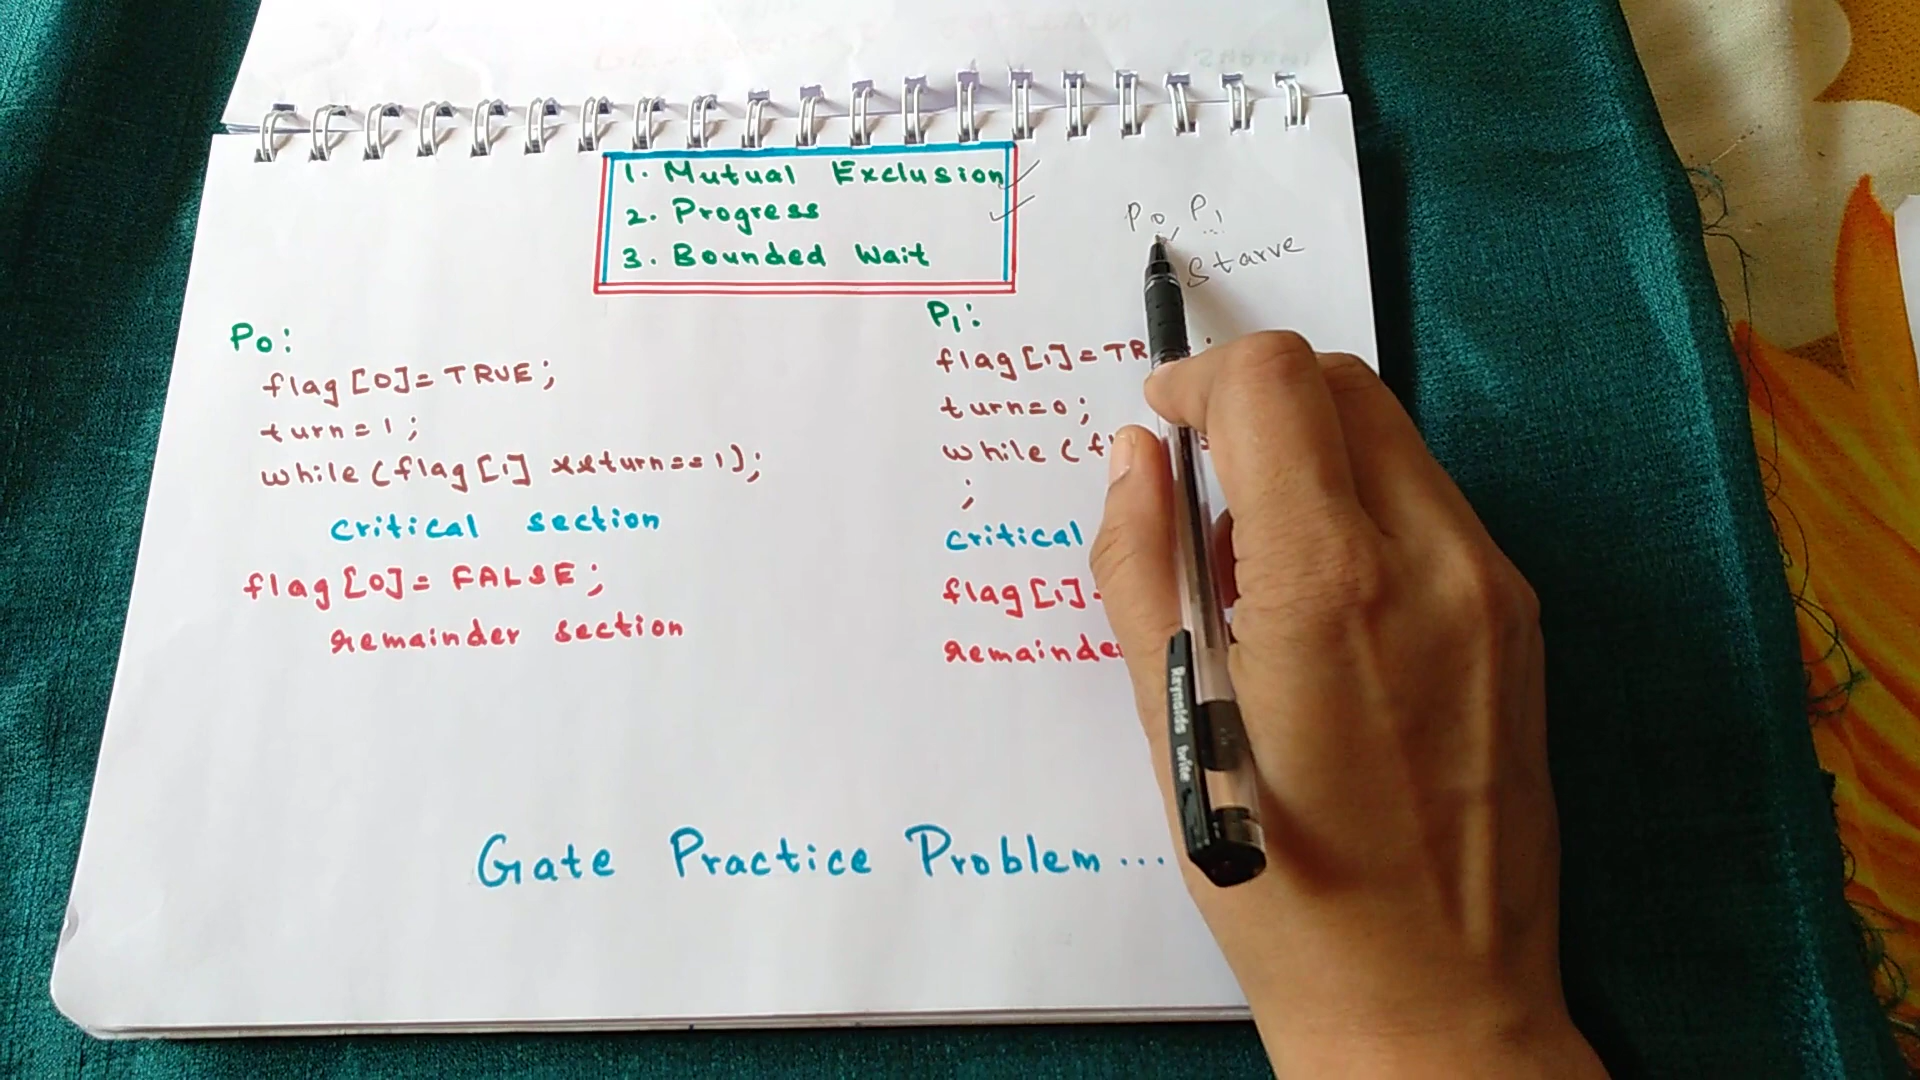 1. Mutual Exclusion
2. Progress
3. Bounded Wait
P0 P1
Starve
P0:
flag [0]= TRUE;
turn=1;
while (flag [1] &&turn==1);
critical section
flag [0]= FALSE;
remainder section
P1:
flag [1]=
turn=0;
while (
;
critical
flag [1]
remainder
Gate Practice Problem...
Reynolds